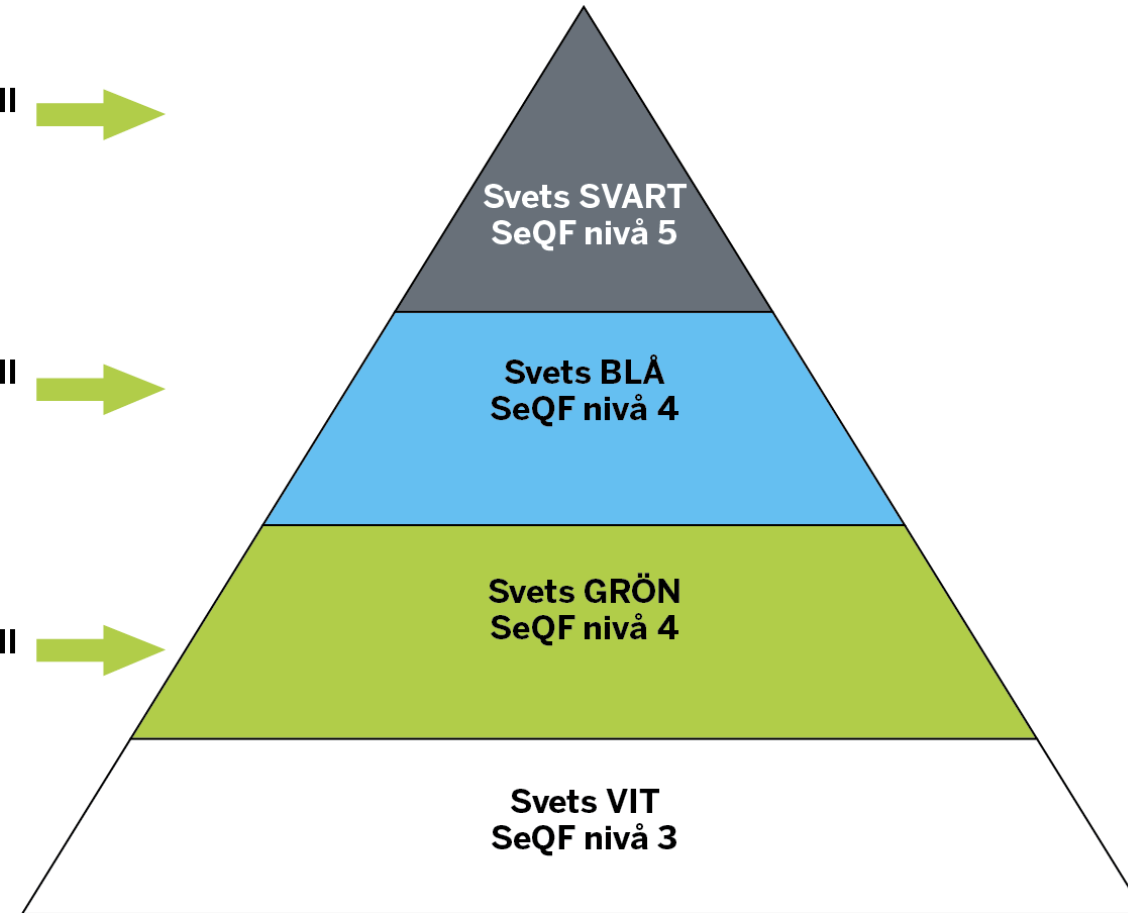 Svets SVART
SeQF nivå 5
Svets BLÅ
SeQF nivå 4
Svets GRÖN
SeQF nivå 4
Svets VIT
SeQF nivå 3